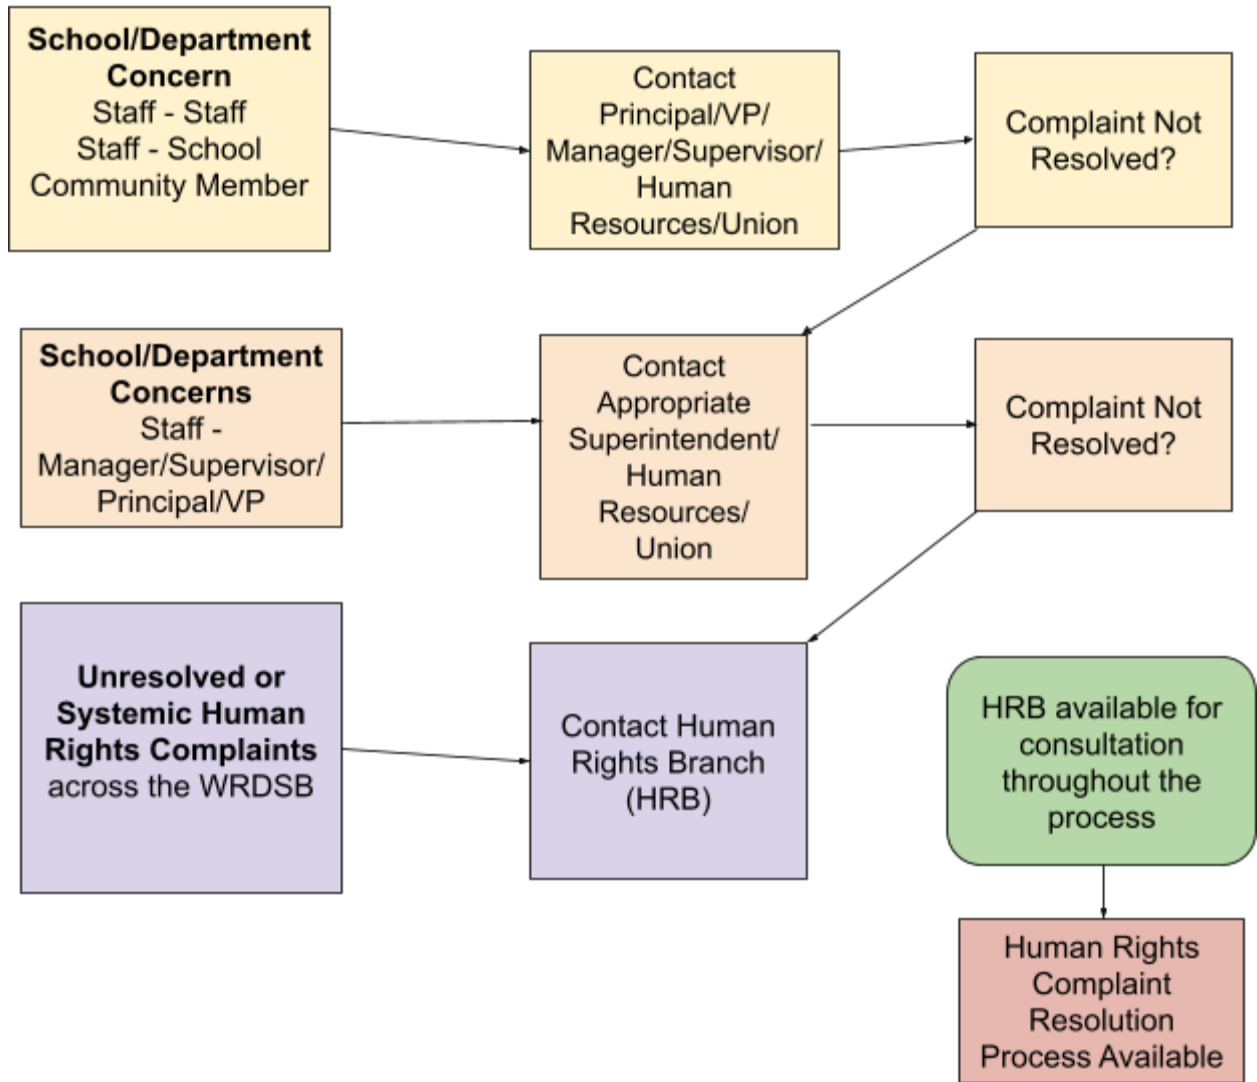 School/Department
Concern
Staff - Staff
Staff - School
Community Member
Contact
Principal/VP/
Manager/Supervisor/
Human
Resources/Union
Complaint Not
Resolved?
School/Department
Concerns
Staff -
Manager/Supervisor/
Principal/VP
Contact
Appropriate
Superintendent/
Human
Resources/
Union
Complaint Not
Resolved?
Unresolved or
Systemic Human
Rights Complaints
across the WRDSB
Contact Human
Rights Branch
(HRB)
HRB available for
consultation
throughout the
process
Human Rights
Complaint
Resolution
Process Available